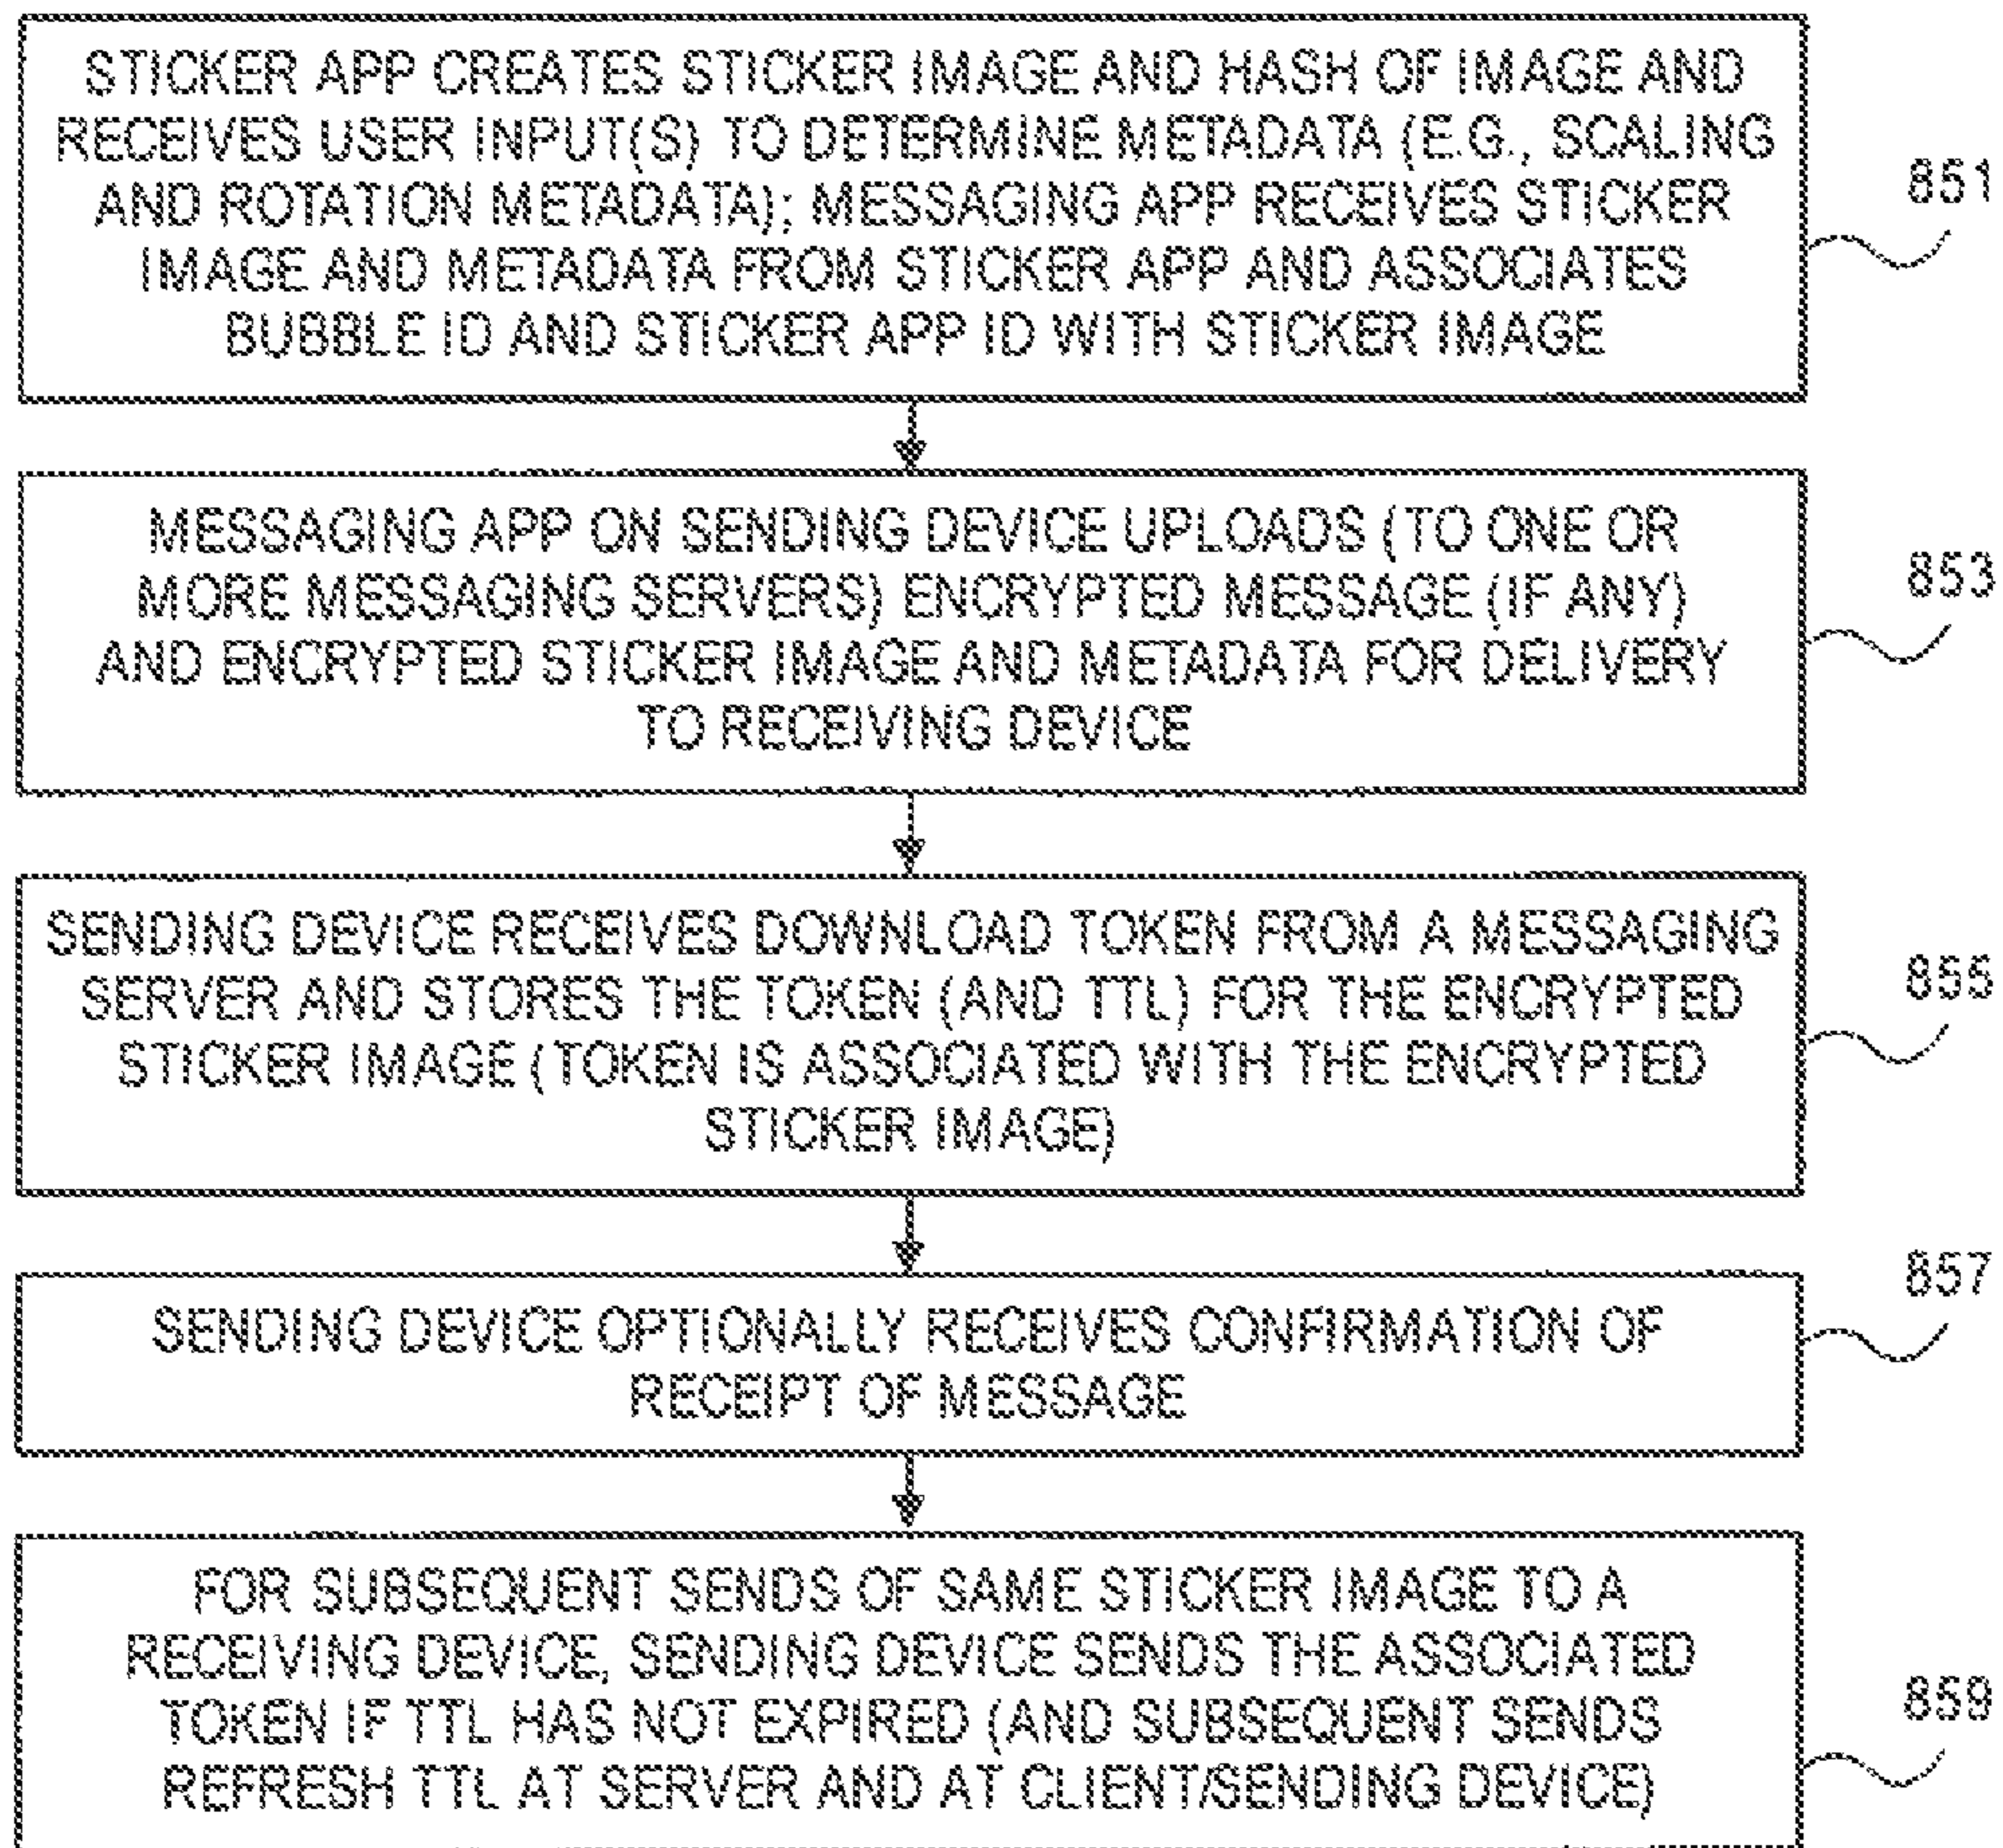 STICKER APP CREATES STICKER IMAGE AND HASH OF IMAGE AND
RECEIVES USER INPUT(S) TO DETERMINE METADATA (E.G., SCALING
AND ROTATION METADATA); MESSAGING APP RECEIVES STICKER
IMAGE AND METADATA FROM STICKER APP AND ASSOCIATES
BUBBLE ID AND STICKER APP ID WITH STICKER IMAGE
851
MESSAGING APP ON SENDING DEVICE UPLOADS (TO ONE OR
MORE MESSAGING SERVERS) ENCRYPTED MESSAGE (IF ANY)
AND ENCRYPTED STICKER IMAGE AND METADATA FOR DELIVERY
TO RECEIVING DEVICE
853
SENDING DEVICE RECEIVES DOWNLOAD TOKEN FROM A MESSAGING
SERVER AND STORES THE TOKEN (AND TTL) FOR THE ENCRYPTED
STICKER IMAGE (TOKEN IS ASSOCIATED WITH THE ENCRYPTED
STICKER IMAGE)
855
SENDING DEVICE OPTIONALLY RECEIVES CONFIRMATION OF
RECEIPT OF MESSAGE
857
FOR SUBSEQUENT SENDS OF SAME STICKER IMAGE TO A
RECEIVING DEVICE, SENDING DEVICE SENDS THE ASSOCIATED
TOKEN IF TTL HAS NOT EXPIRED (AND SUBSEQUENT SENDS
REFRESH TTL AT SERVER AND AT CLIENT/SENDING DEVICE)
859